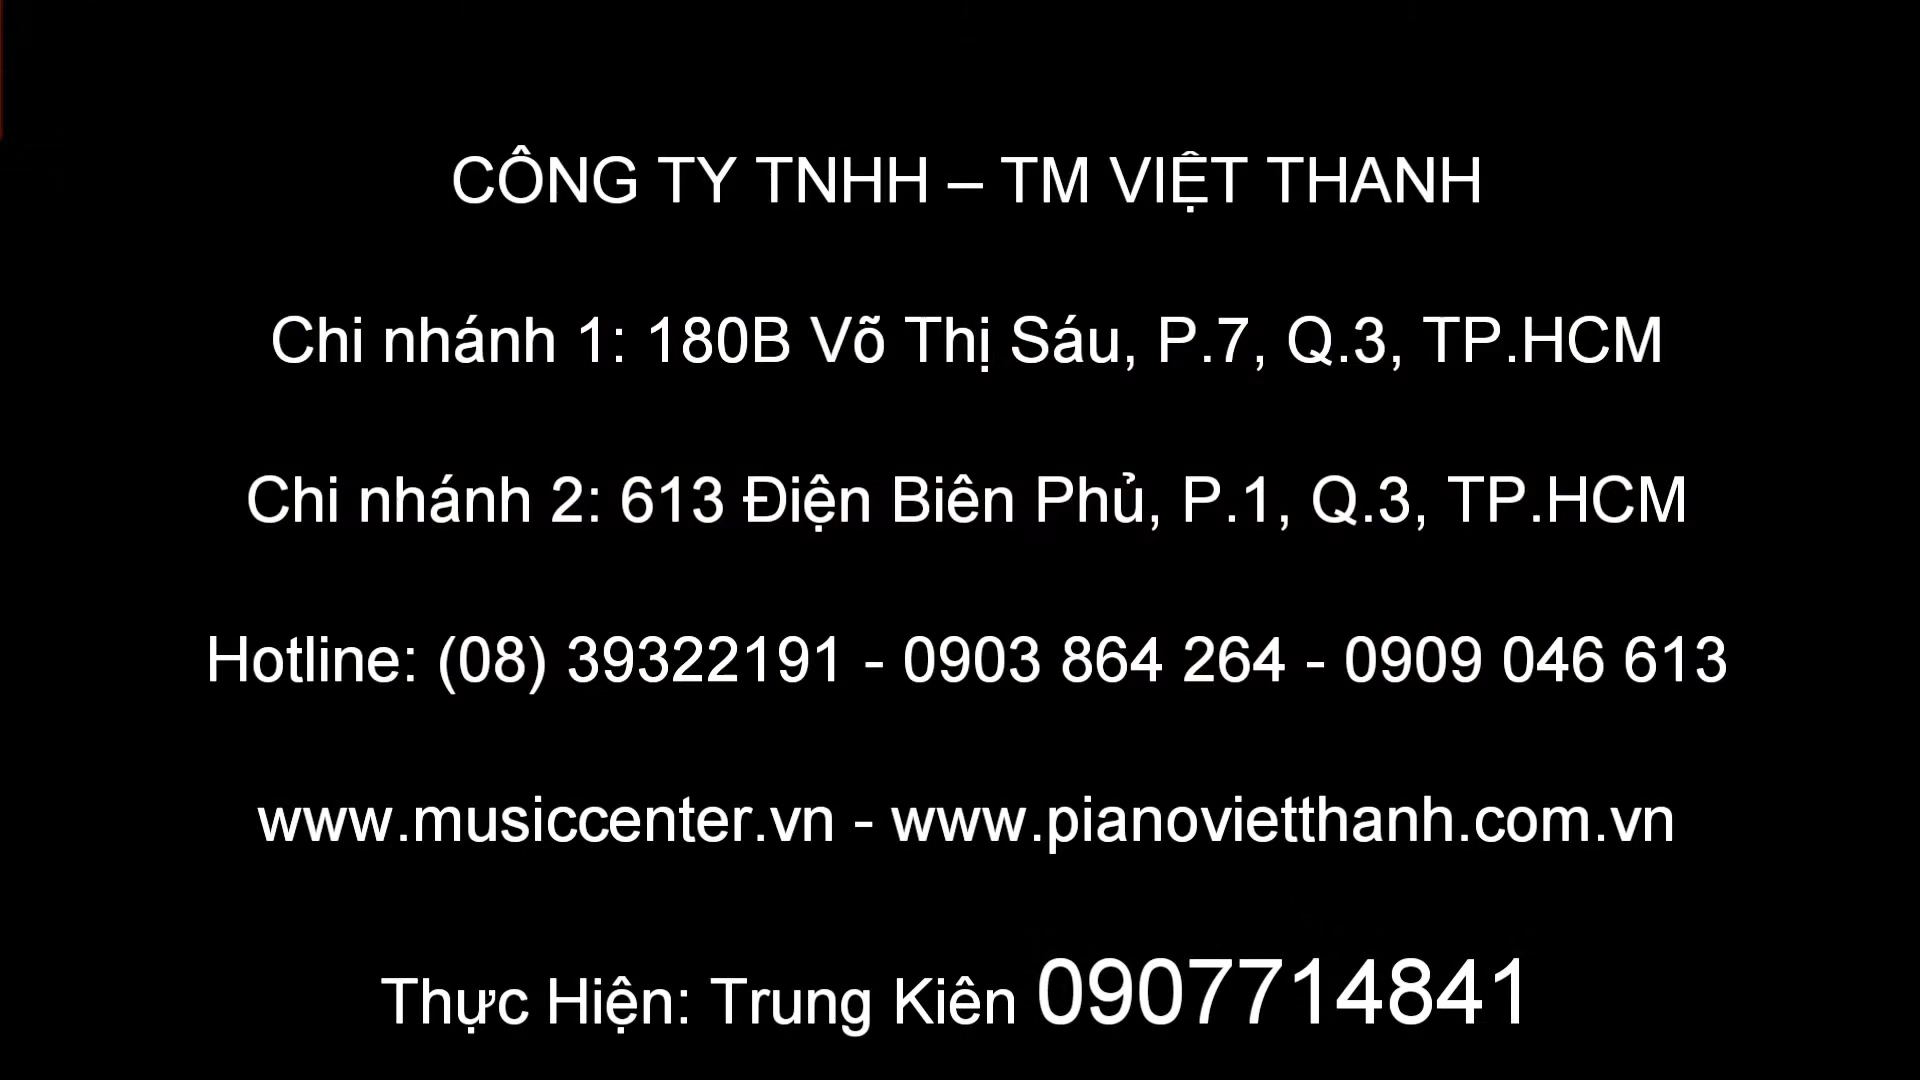 CÔNG TY TNHH – TM VIỆT THANH
Chi nhánh 1: 180B Võ Thị Sáu, P.7, Q.3, TP.HCM
Chi nhánh 2: 613 Điện Biên Phủ, P.1, Q.3, TP.HCM
Hotline: (08) 39322191 - 0903 864 264 - 0909 046 613
www.musiccenter.vn - www.pianovietthanh.com.vn
Thực Hiện: Trung Kiên 0907714841